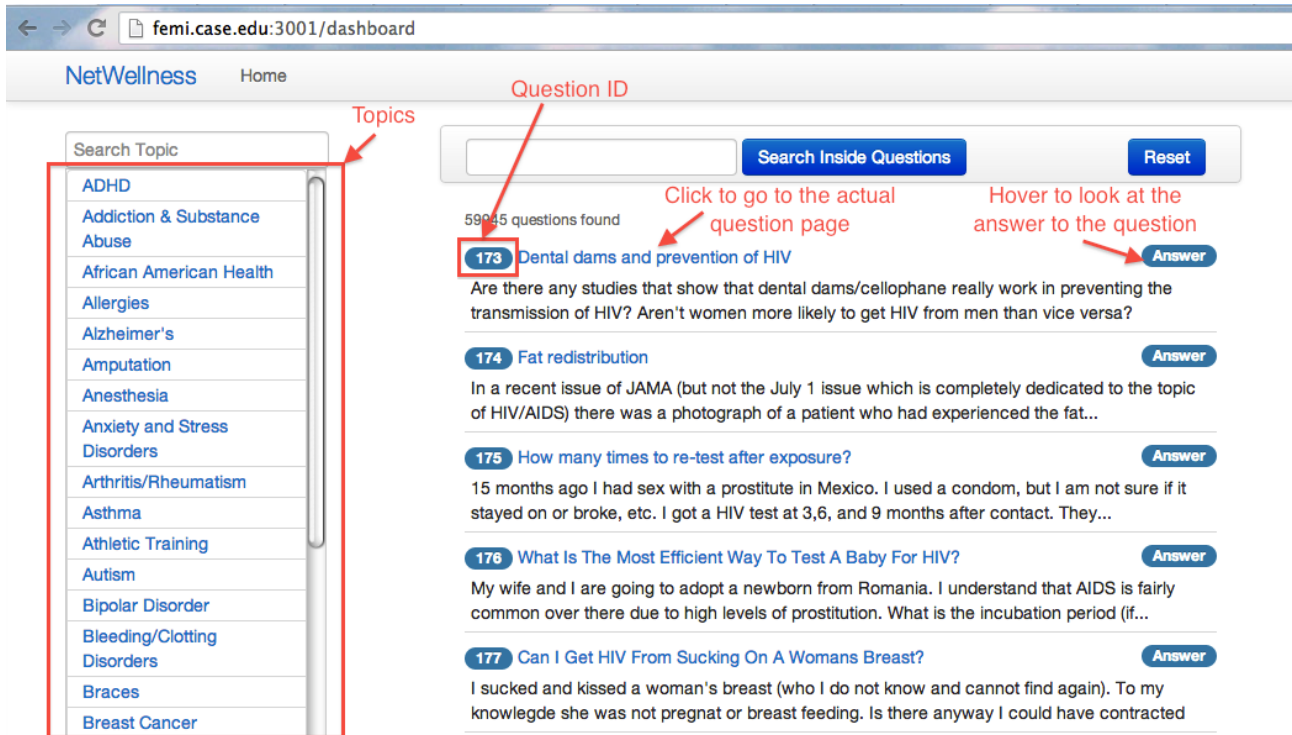 femi.case.edu:3001/dashboard
NetWellness Home
Question ID
Topics
Search Topic
Search Inside Questions
Reset
ADHD
Addiction & Substance
Abuse
African American Health
Allergies
Alzheimer's
Amputation
Anesthesia
Anxiety and Stress
Disorders
Arthritis/Rheumatism
Asthma
Athletic Training
Autism
Bipolar Disorder
Bleeding/Clotting
Disorders
Braces
Breast Cancer
Click to go to the actual
question page
Hover to look at the
answer to the question
59945 questions found
173 Dental dams and prevention of HIV Answer
Are there any studies that show that dental dams/cellophane really work in preventing the
transmission of HIV? Aren't women more likely to get HIV from men than vice versa?
174 Fat redistribution Answer
In a recent issue of JAMA (but not the July 1 issue which is completely dedicated to the topic
of HIV/AIDS) there was a photograph of a patient who had experienced the fat...
175 How many times to re-test after exposure? Answer
15 months ago I had sex with a prostitute in Mexico. I used a condom, but I am not sure if it
stayed on or broke, etc. I got a HIV test at 3,6, and 9 months after contact. They...
176 What Is The Most Efficient Way To Test A Baby For HIV? Answer
My wife and I are going to adopt a newborn from Romania. I understand that AIDS is fairly
common over there due to high levels of prostitution. What is the incubation period (if...
177 Can I Get HIV From Sucking On A Womans Breast? Answer
I sucked and kissed a woman's breast (who I do not know and cannot find again). To my
knowlegde she was not pregnat or breast feeding. Is there anyway I could have contracted